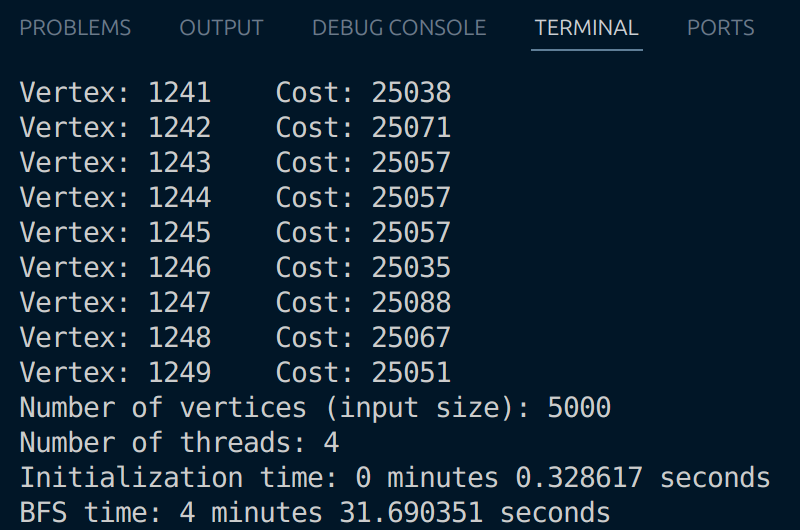 PROBLEMS OUTPUT DEBUG CONSOLE TERMINAL PORTS
Vertex: 1241    Cost: 25038
Vertex: 1242    Cost: 25071
Vertex: 1243    Cost: 25057
Vertex: 1244    Cost: 25057
Vertex: 1245    Cost: 25057
Vertex: 1246    Cost: 25035
Vertex: 1247    Cost: 25088
Vertex: 1248    Cost: 25067
Vertex: 1249    Cost: 25051
Number of vertices (input size): 5000
Number of threads: 4
Initialization time: 0 minutes 0.328617 seconds
BFS time: 4 minutes 31.690351 seconds